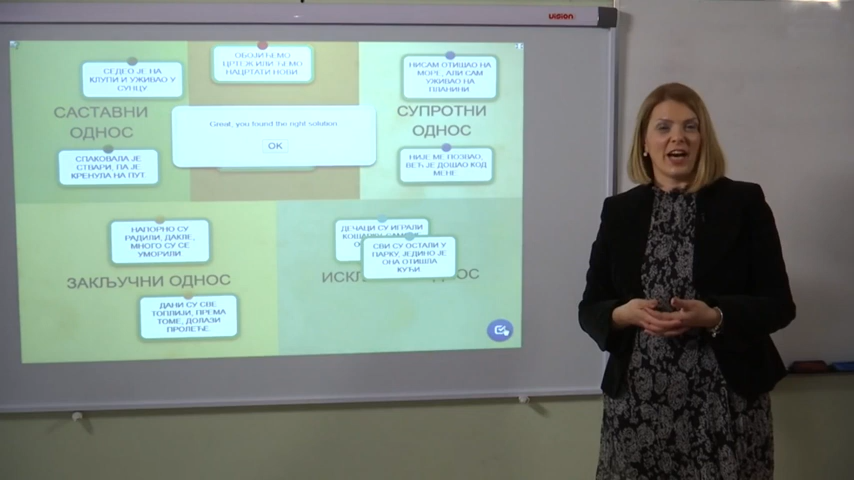 vidion
СЕДЕО ЈЕ НА
КЛУПИ И УЖИВАО У
СУНЦУ
САСТАВНИ
ОДНОС
СПАКОВАЛА ЈЕ
СТВАРИ, ПА ЈЕ
КРЕНУЛА НА ПУТ
ОБОЈИЋЕМО
ЦРТЕЖ ИЛИ ЋЕМО
НАЦРТАТИ НОВИ
Great, you found the right solution
OK
НИСАМ ОТИШАО НА
МОРЕ, АЛИ САМ
УЖИВАО НА
ПЛАНИНИ
СУПРОТНИ
ОДНОС
НИЈЕ МЕ ПОЗВАО,
ВЕЋ ЈЕ ДОШАО КОД
МЕНЕ
НАПОРНО СУ
РАДИЛИ, ДАКЛЕ,
МНОГО СУ СЕ
УМОРИЛИ
ЗАКЉУЧНИ ОДНОС
ДАНИ СУ СВЕ
ТОПЛИЈИ, ПРЕМА
ТОМЕ, ДОЛАЗИ
ПРОЛЕЋЕ
ДЕЧАЦИ СУ ИГРАЛИ
СВИ СУ ОСТАЛИ У
ПАРКУ, ЈЕДИНО ЈЕ
ОНА ОТИШЛА
КУЋИ